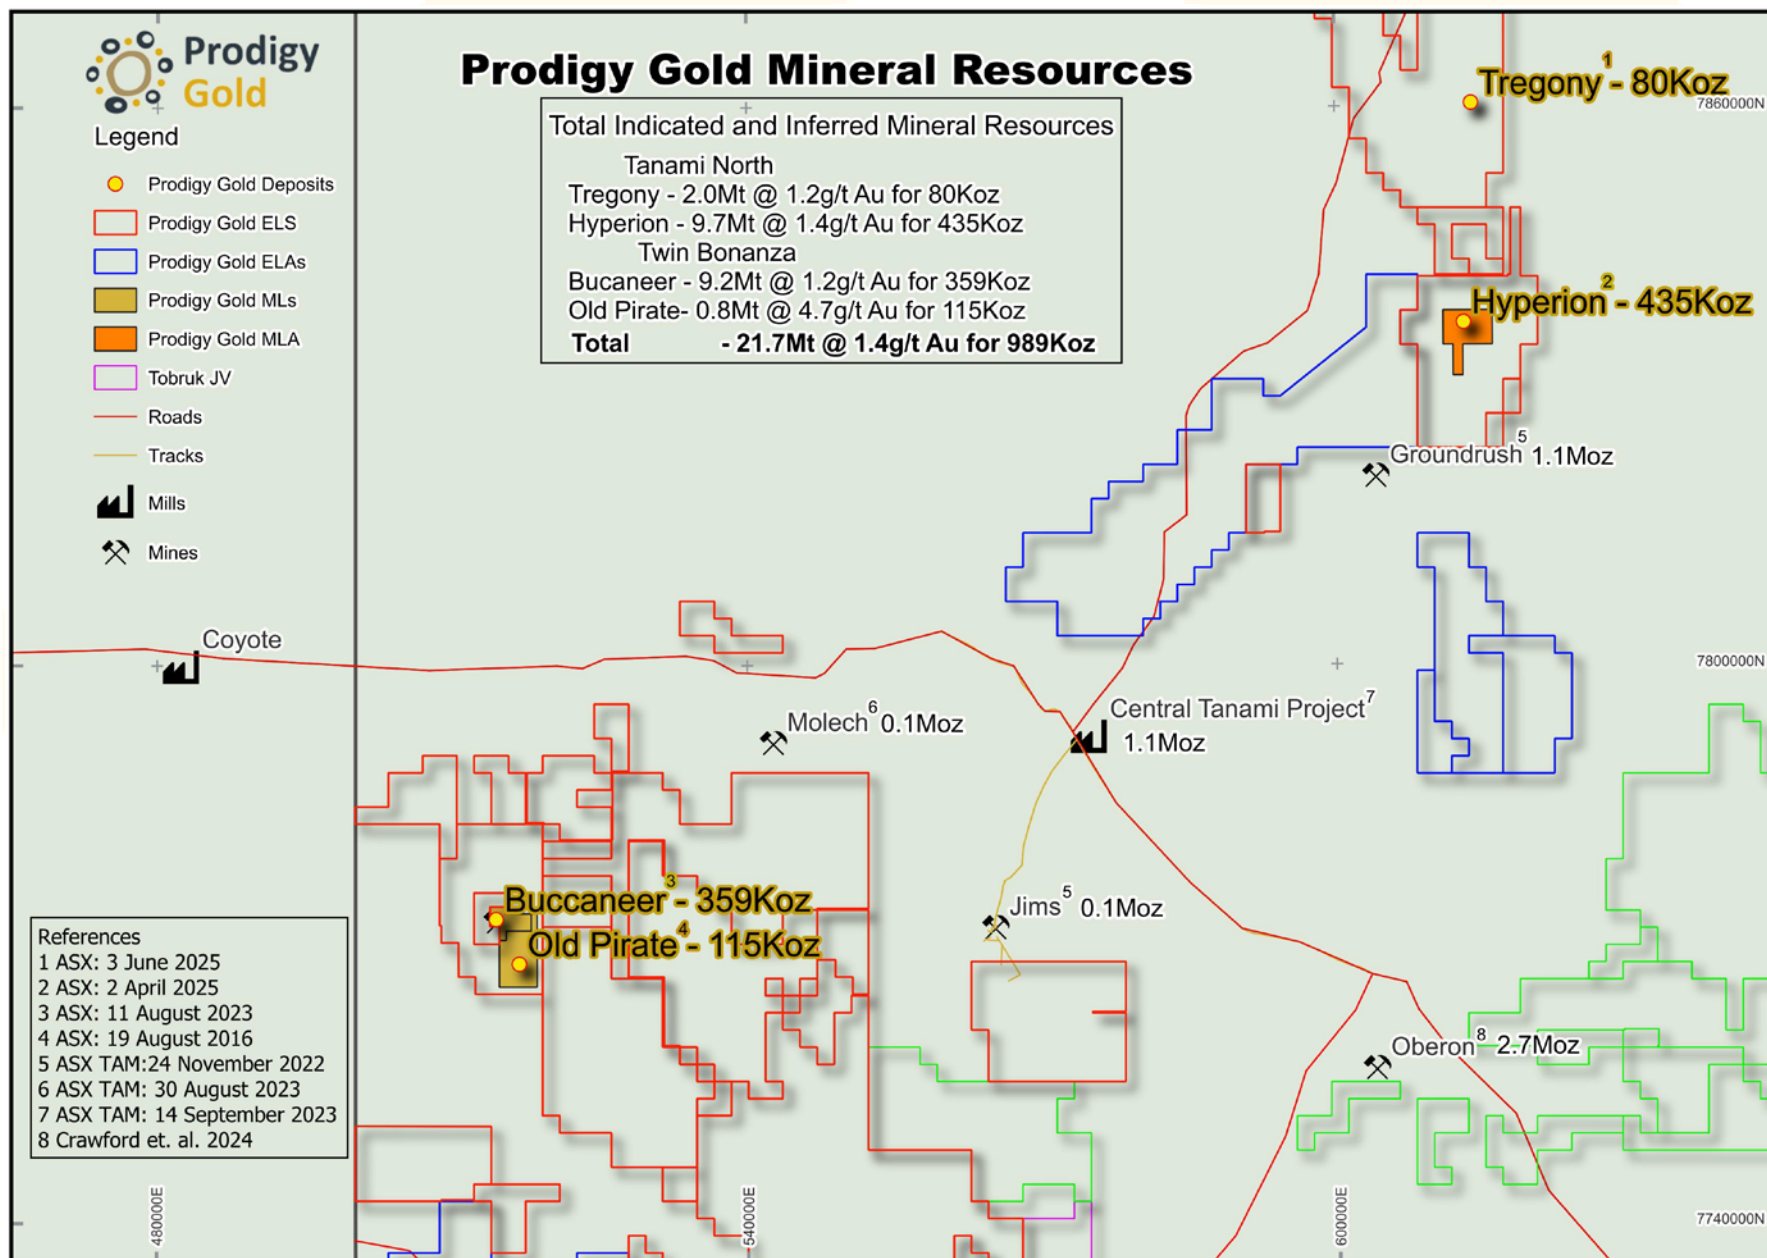 Prodigy
Gold
Prodigy Gold Mineral Resources
Total Indicated and Inferred Mineral Resources
Tanami North
Tregony - 2.0Mt @ 1.2g/t Au for 80Koz
Hyperion - 9.7Mt @ 1.4g/t Au for 435Koz
Twin Bonanza
Bucaneer - 9.2Mt @ 1.2g/t Au for 359Koz
Old Pirate- 0.8Mt @ 4.7g/t Au for 115Koz
Total - 21.7Mt @ 1.4g/t Au for 989Koz
Legend
Prodigy Gold Deposits
Prodigy Gold ELS
Prodigy Gold ELAs
Prodigy Gold MLs
Prodigy Gold MLA
Tobruk JV
Roads
Tracks
Mills
Mines
Tregony¹ - 80Koz
7860000N
Hyperion² - 435Koz
Groundrush⁵ 1.1Moz
Coyote
7800000N
Molech⁶ 0.1Moz
Central Tanami Project⁷
1.1Moz
Buccaneer³ - 359Koz
Old Pirate⁴ - 115Koz
Jims⁵ 0.1Moz
Oberon⁸ 2.7Moz
References
1 ASX: 3 June 2025
2 ASX: 2 April 2025
3 ASX: 11 August 2023
4 ASX: 19 August 2016
5 ASX TAM:24 November 2022
6 ASX TAM: 30 August 2023
7 ASX TAM: 14 September 2023
8 Crawford et. al. 2024
480000E
540000E
600000E
7740000N